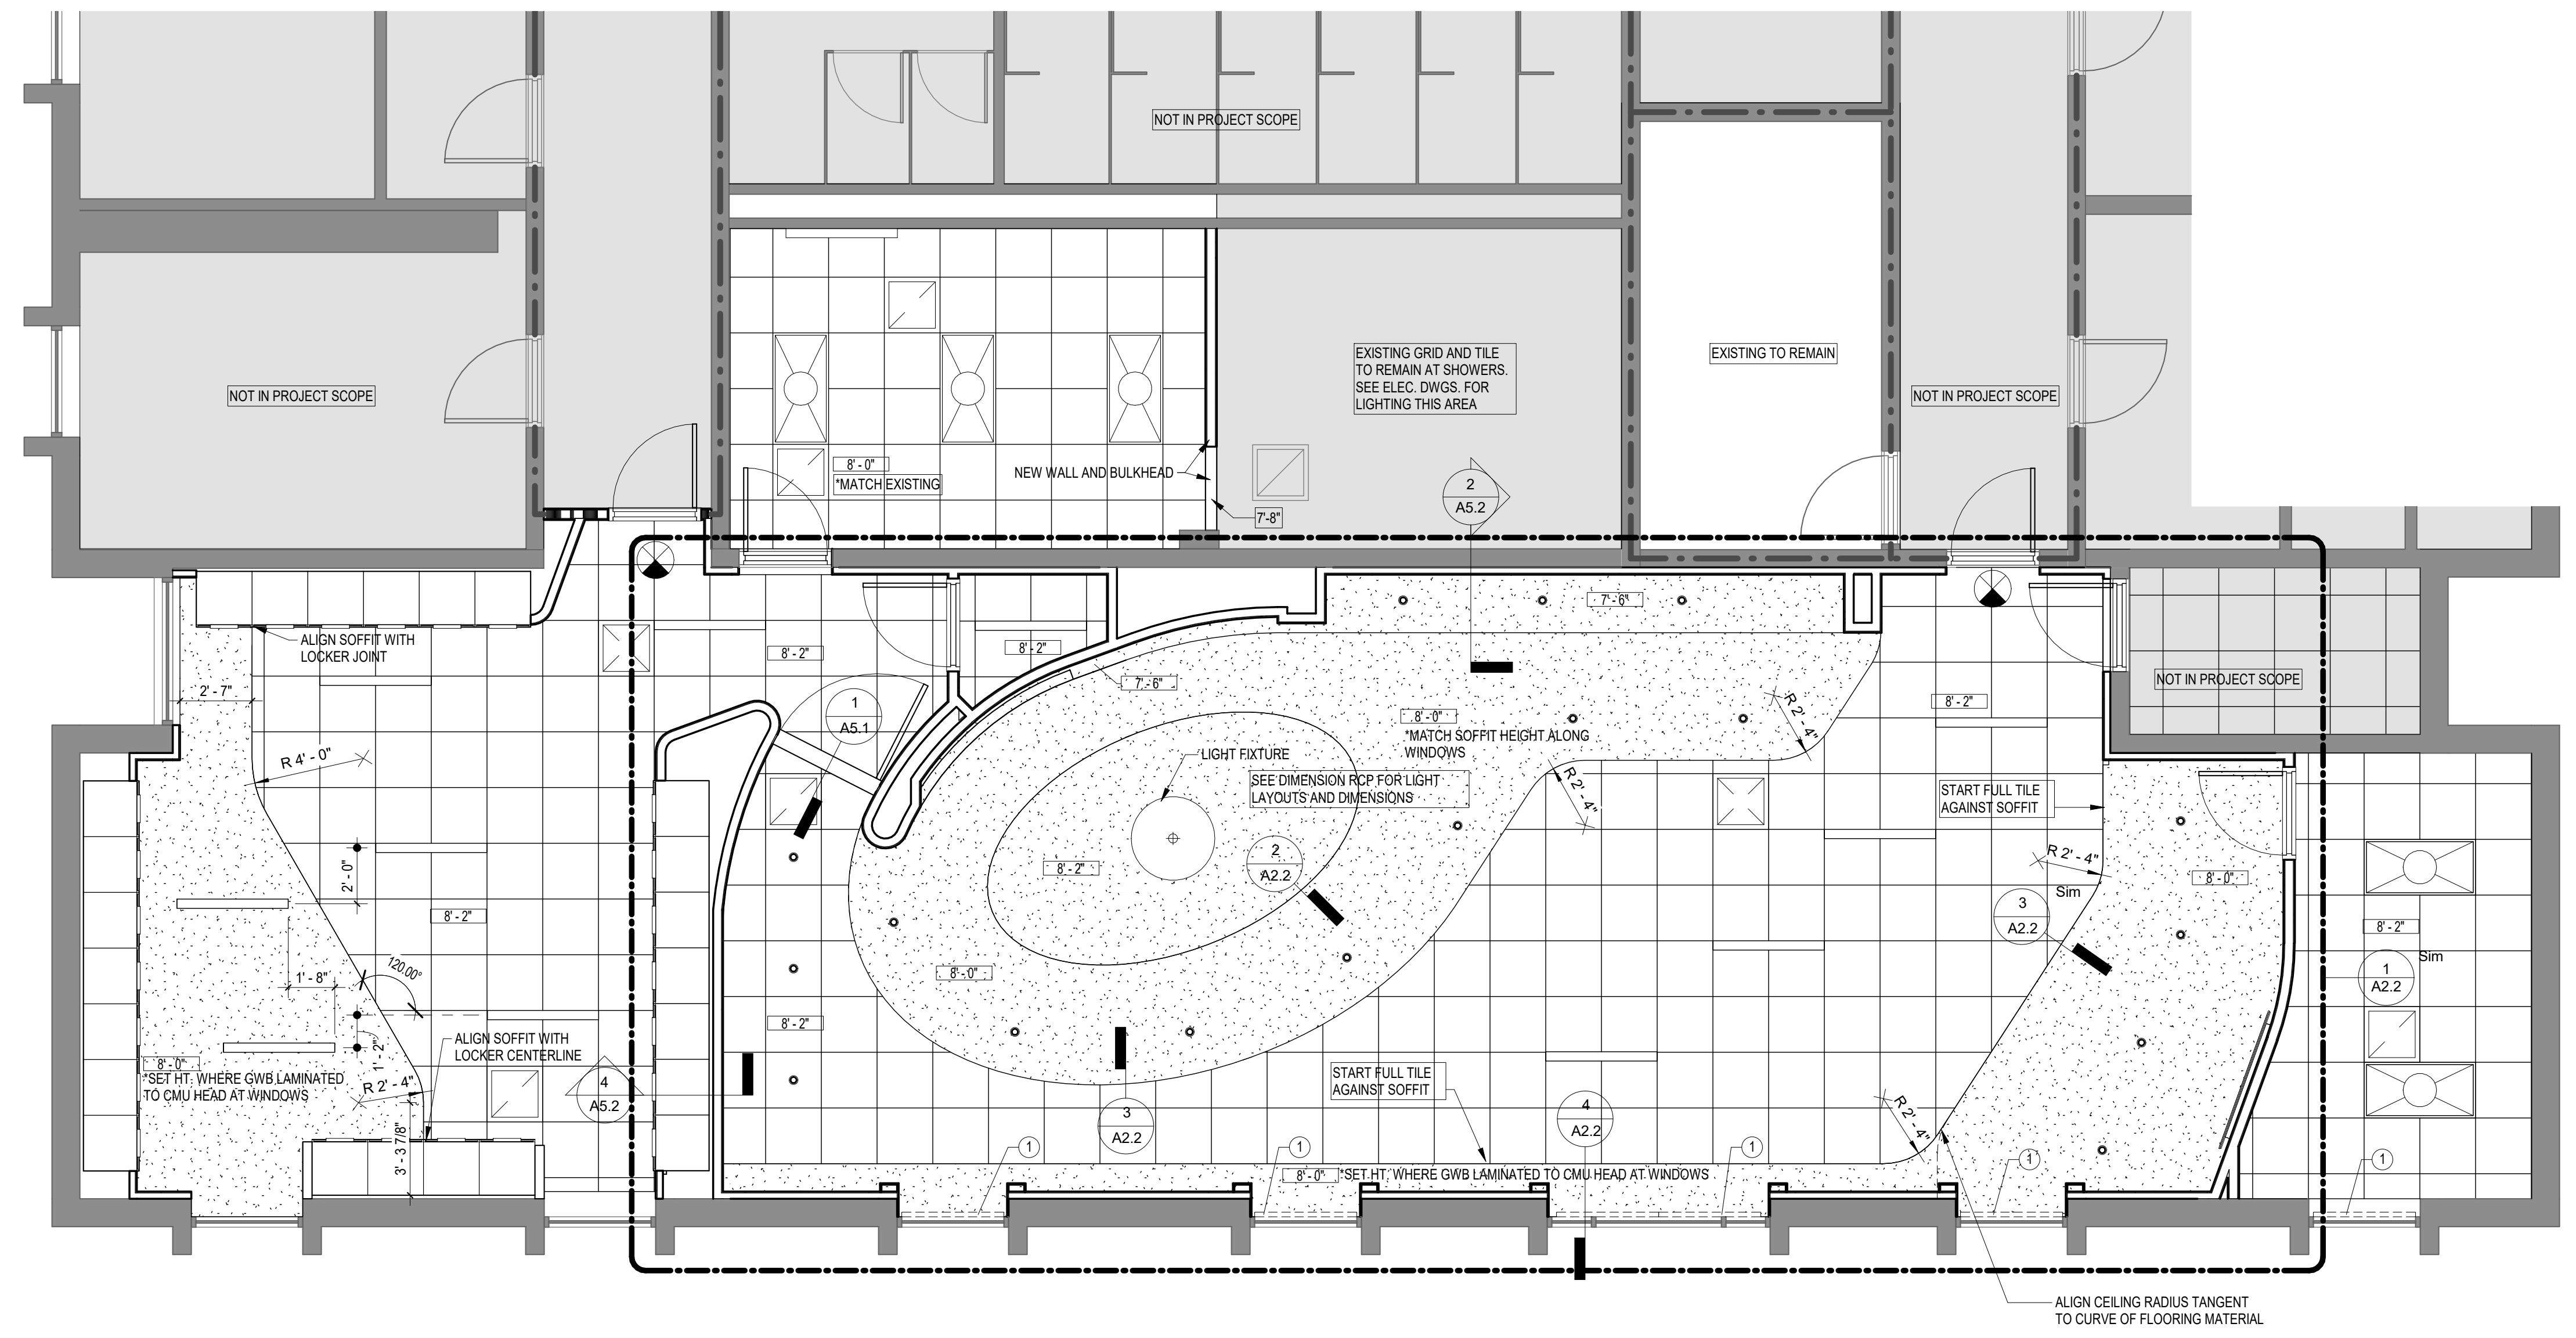 NOT IN PROJECT SCOPE
NOT IN PROJECT SCOPE
EXISTING GRID AND TILE
TO REMAIN AT SHOWERS.
SEE ELEC. DWGS. FOR
LIGHTING THIS AREA
EXISTING TO REMAIN
NOT IN PROJECT SCOPE
8' - 0"
*MATCH EXISTING
NEW WALL AND BULKHEAD
7'-8"
2
A5.2
ALIGN SOFFIT WITH
LOCKER JOINT
2' - 7"
R 4' - 0"
8' - 2"
8' - 2"
7' - 6"
7' - 6"
1
A5.1
8' - 0"
*MATCH SOFFIT HEIGHT ALONG
WINDOWS
R 2' - 4"
8' - 2"
NOT IN PROJECT SCOPE
LIGHT FIXTURE
SEE DIMENSION RCP FOR LIGHT
LAYOUTS AND DIMENSIONS
R 2' - 4"
START FULL TILE
AGAINST SOFFIT
R 2' - 4"
Sim
3
A2.2
8' - 0"
2' - 0"
8' - 2"
8' - 2"
2
A2.2
8' - 2"
1
A2.2
Sim
1' - 8"
120.00°
8' - 0"
8' - 2"
ALIGN SOFFIT WITH
LOCKER CENTERLINE
1' - 2"
8' - 0"
*SET HT. WHERE GWB LAMINATED
TO CMU HEAD AT WINDOWS
R 2' - 4"
4
A5.2
3' - 3 7/8"
3
A2.2
START FULL TILE
AGAINST SOFFIT
4
A2.2
R 2' - 4"
1
1
1
1
1
8' - 0"
*SET HT. WHERE GWB LAMINATED TO CMU HEAD AT WINDOWS
ALIGN CEILING RADIUS TANGENT
TO CURVE OF FLOORING MATERIAL